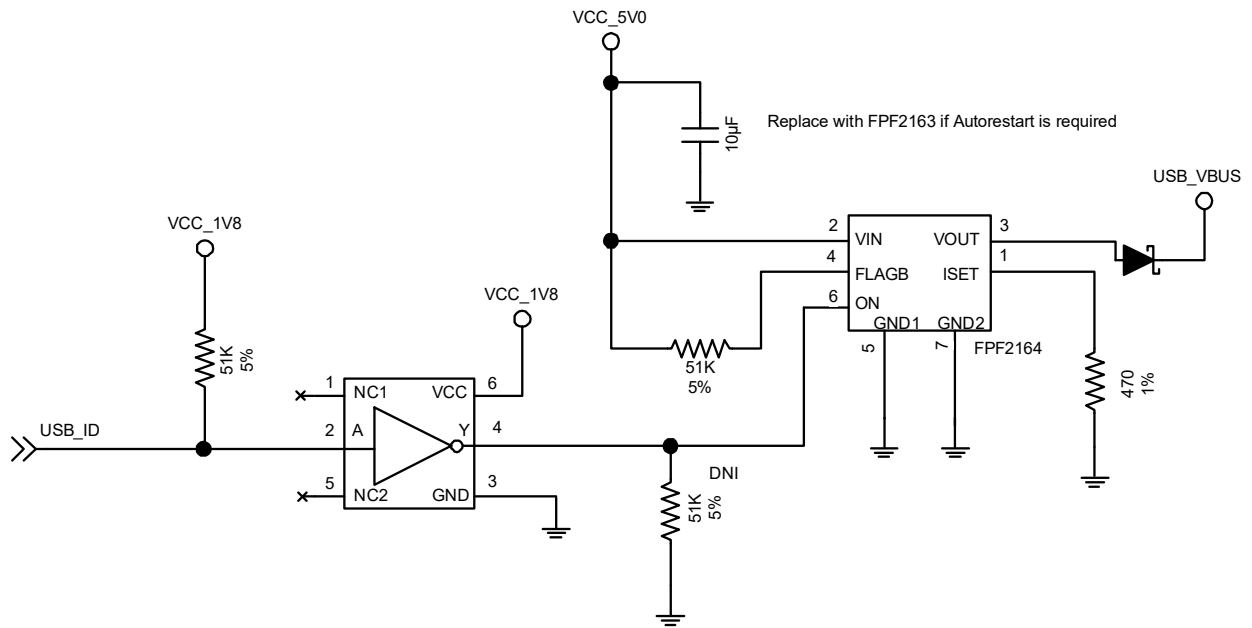 VCC_5V0
10µF
Replace with FPF2163 if Autorestart is required
USB_VBUS
VCC_1V8
2
VIN
VOUT
3
4
FLAGB
ISET
1
6
ON
GND1
GND2
5
7
FPF2164
VCC_1V8
51K
5%
51K
5%
470
1%
1
NC1
VCC
6
USB_ID
2
A
Y
4
5
NC2
GND
3
DNI
51K
5%